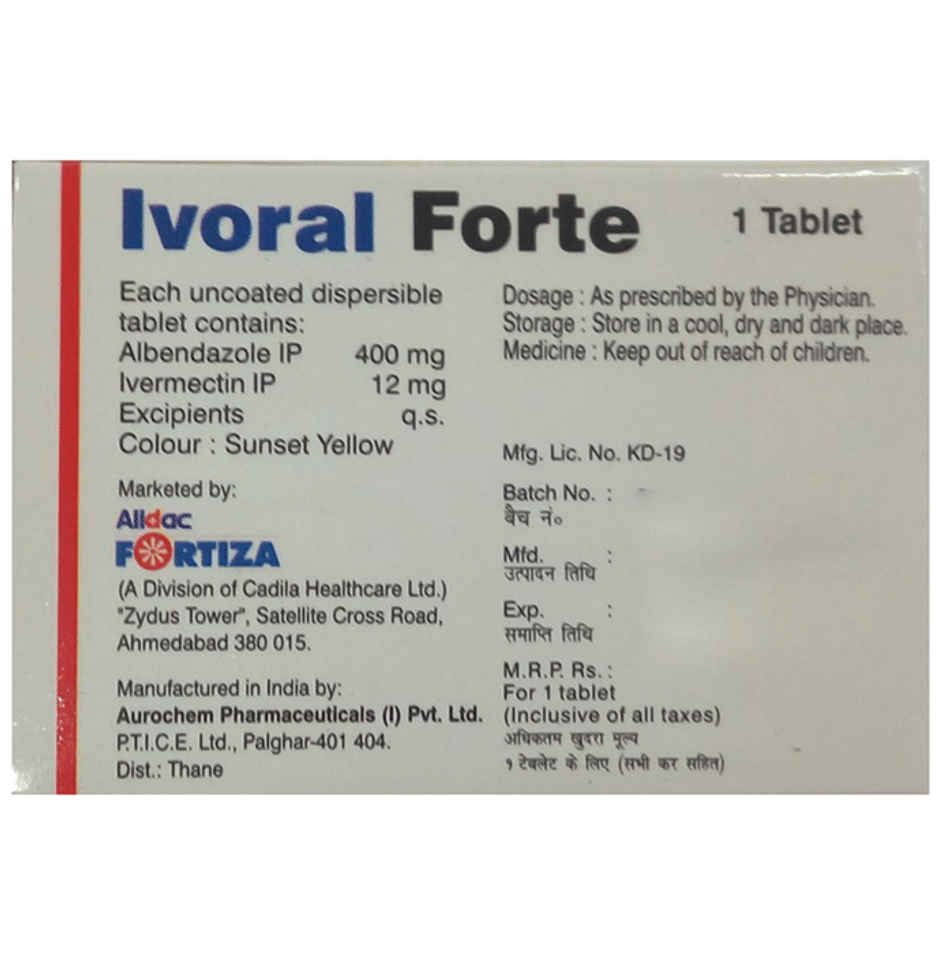 Ivoral Forte
1 Tablet
Each uncoated dispersible
tablet contains:
Albendazole IP 400 mg
Ivermectin IP 12 mg
Excipients q.s.
Colour : Sunset Yellow
Marketed by:
Alidac
FORTIZA
(A Division of Cadila Healthcare Ltd.)
"Zydus Tower", Satellite Cross Road,
Ahmedabad 380 015.
Manufactured in India by:
Aurochem Pharmaceuticals (I) Pvt. Ltd.
P.T.I.C.E. Ltd., Palghar-401 404.
Dist.: Thane
Dosage : As prescribed by the Physician.
Storage : Store in a cool, dry and dark place.
Medicine : Keep out of reach of children.
Mfg. Lic. No. KD-19
Batch No. :
बैच नं०
Mfd. :
उत्पादन तिथि
Exp. :
समाप्ति तिथि
M.R.P. Rs. :
For 1 tablet
(Inclusive of all taxes)
अधिकतम खुदरा मूल्य
१ टेबलेट के लिए (सभी कर सहित)